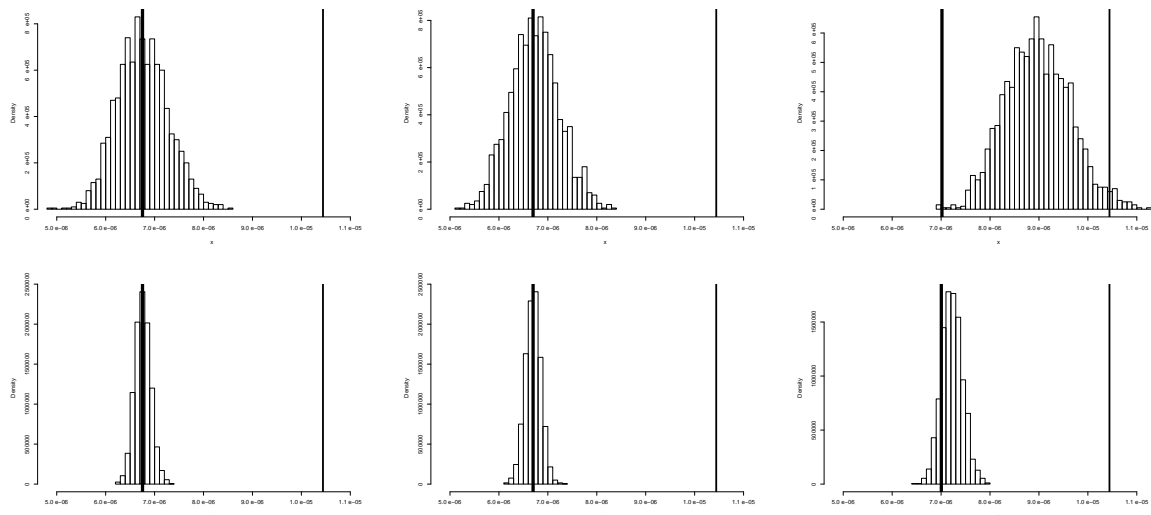 Density
0 e+00 2 e+05 4 e+05 6 e+05 8 e+05
5.0 e−06 6.0 e−06 7.0 e−06 8.0 e−06 9.0 e−06 1.0 e−05 1.1 e−05
x
Density
0 e+00 2 e+05 4 e+05 6 e+05 8 e+05
5.0 e−06 6.0 e−06 7.0 e−06 8.0 e−06 9.0 e−06 1.0 e−05 1.1 e−05
x
Density
0 e+00 1 e+05 2 e+05 3 e+05 4 e+05 5 e+05 6 e+05
5.0 e−06 6.0 e−06 7.0 e−06 8.0 e−06 9.0 e−06 1.0 e−05 1.1 e−05
x
Density
0 500000 1000000 1500000 2000000 2500000
5.0 e−06 6.0 e−06 7.0 e−06 8.0 e−06 9.0 e−06 1.0 e−05 1.1 e−05
Density
0 500000 1000000 1500000 2000000 2500000
5.0 e−06 6.0 e−06 7.0 e−06 8.0 e−06 9.0 e−06 1.0 e−05 1.1 e−05
Density
0 500000 1000000 1500000
5.0 e−06 6.0 e−06 7.0 e−06 8.0 e−06 9.0 e−06 1.0 e−05 1.1 e−05